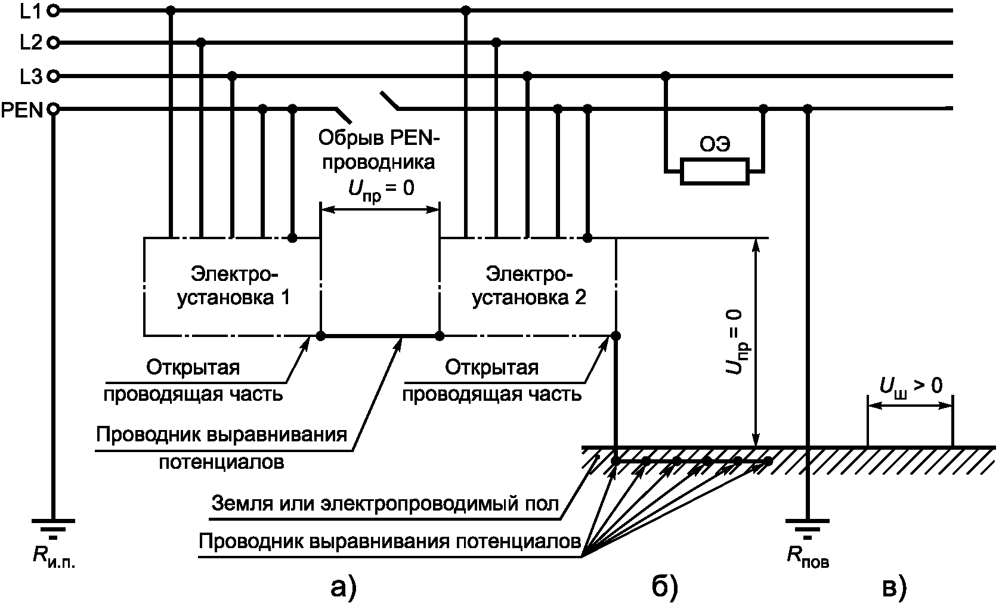 L1
L2
L3
PEN
Обрыв PEN-
проводника
Uпр = 0
ОЭ
Электро-
установка 1
Электро-
установка 2
Uпр = 0
Открытая
проводящая часть
Открытая
проводящая часть
Uш > 0
Проводник выравнивания
потенциалов
Земля или электропроводимый пол
Проводник выравнивания потенциалов
Rи.п.
Rпов
а)
б)
в)